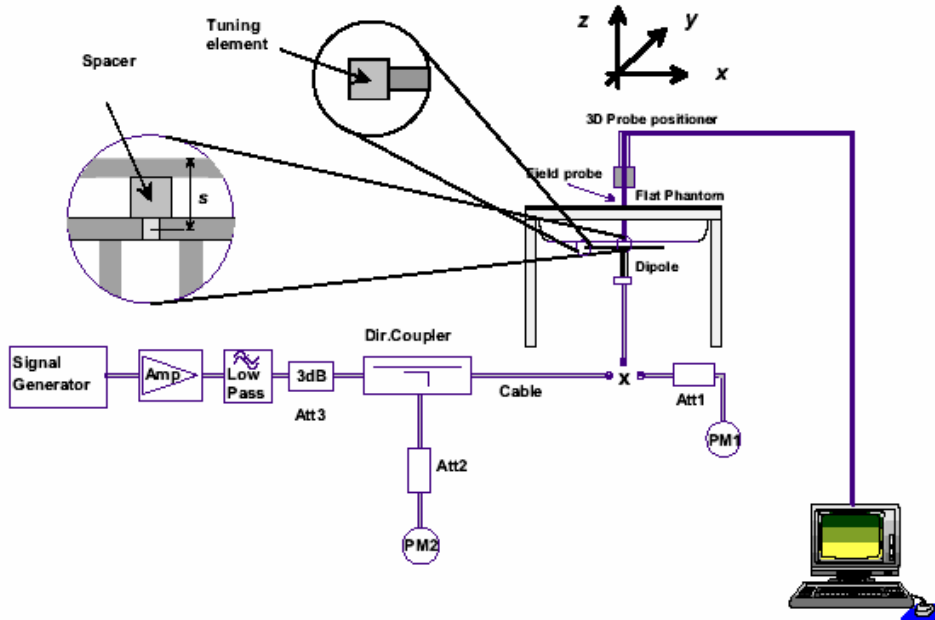 Tuning
element
Spacer
s
z
y
x
3D Probe positioner
Field probe
Flat Phantom
Dipole
Dir.Coupler
Signal
Generator
Amp
Low
Pass
3dB
Att3
Cable
x
Att1
PM1
Att2
PM2